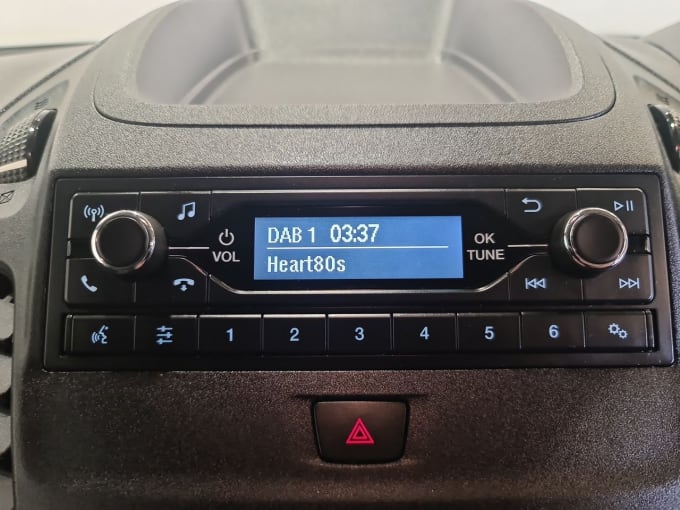 DAB 1 03:37
Heart80s
VOL
OK
TUNE
1 2 3 4 5 6